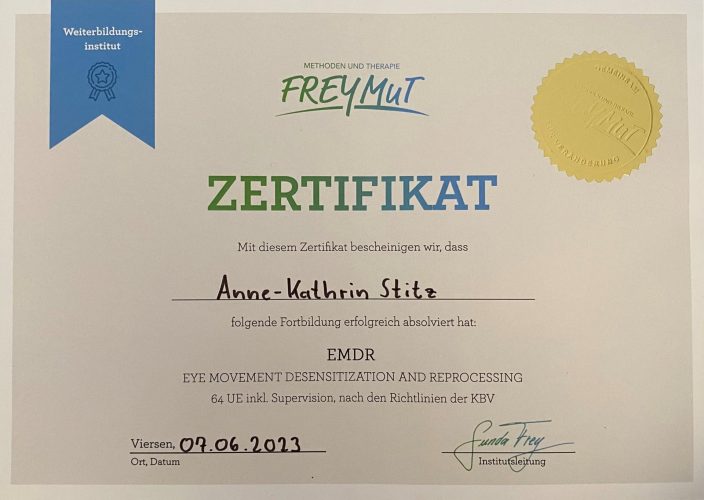 Weiterbildungs-
institut
METHODEN UND THERAPIE
FREYMUT
ZERTIFIKAT
Mit diesem Zertifikat bescheinigen wir, dass
Anne-Kathrin Stitz
folgende Fortbildung erfolgreich absolviert hat:
EMDR
EYE MOVEMENT DESENSITIZATION AND REPROCESSING
64 UE inkl. Supervision, nach den Richtlinien der KBV
Viersen, 07.06.2023
Ort, Datum
Institutsleitung